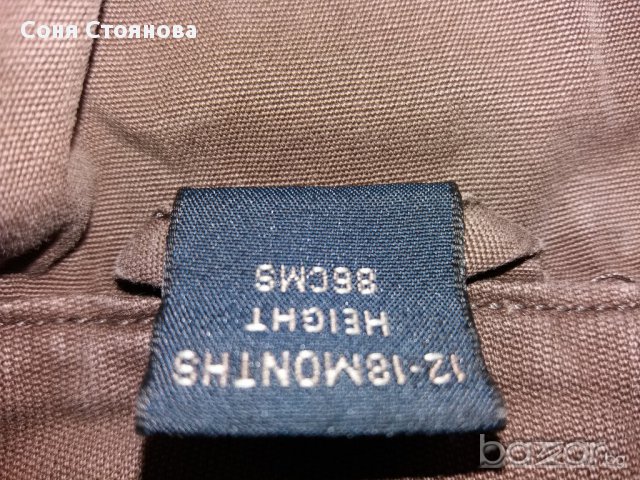 Соня Стоянова
12-18MONTHS
HEIGHT
86CMS
bazar.bg